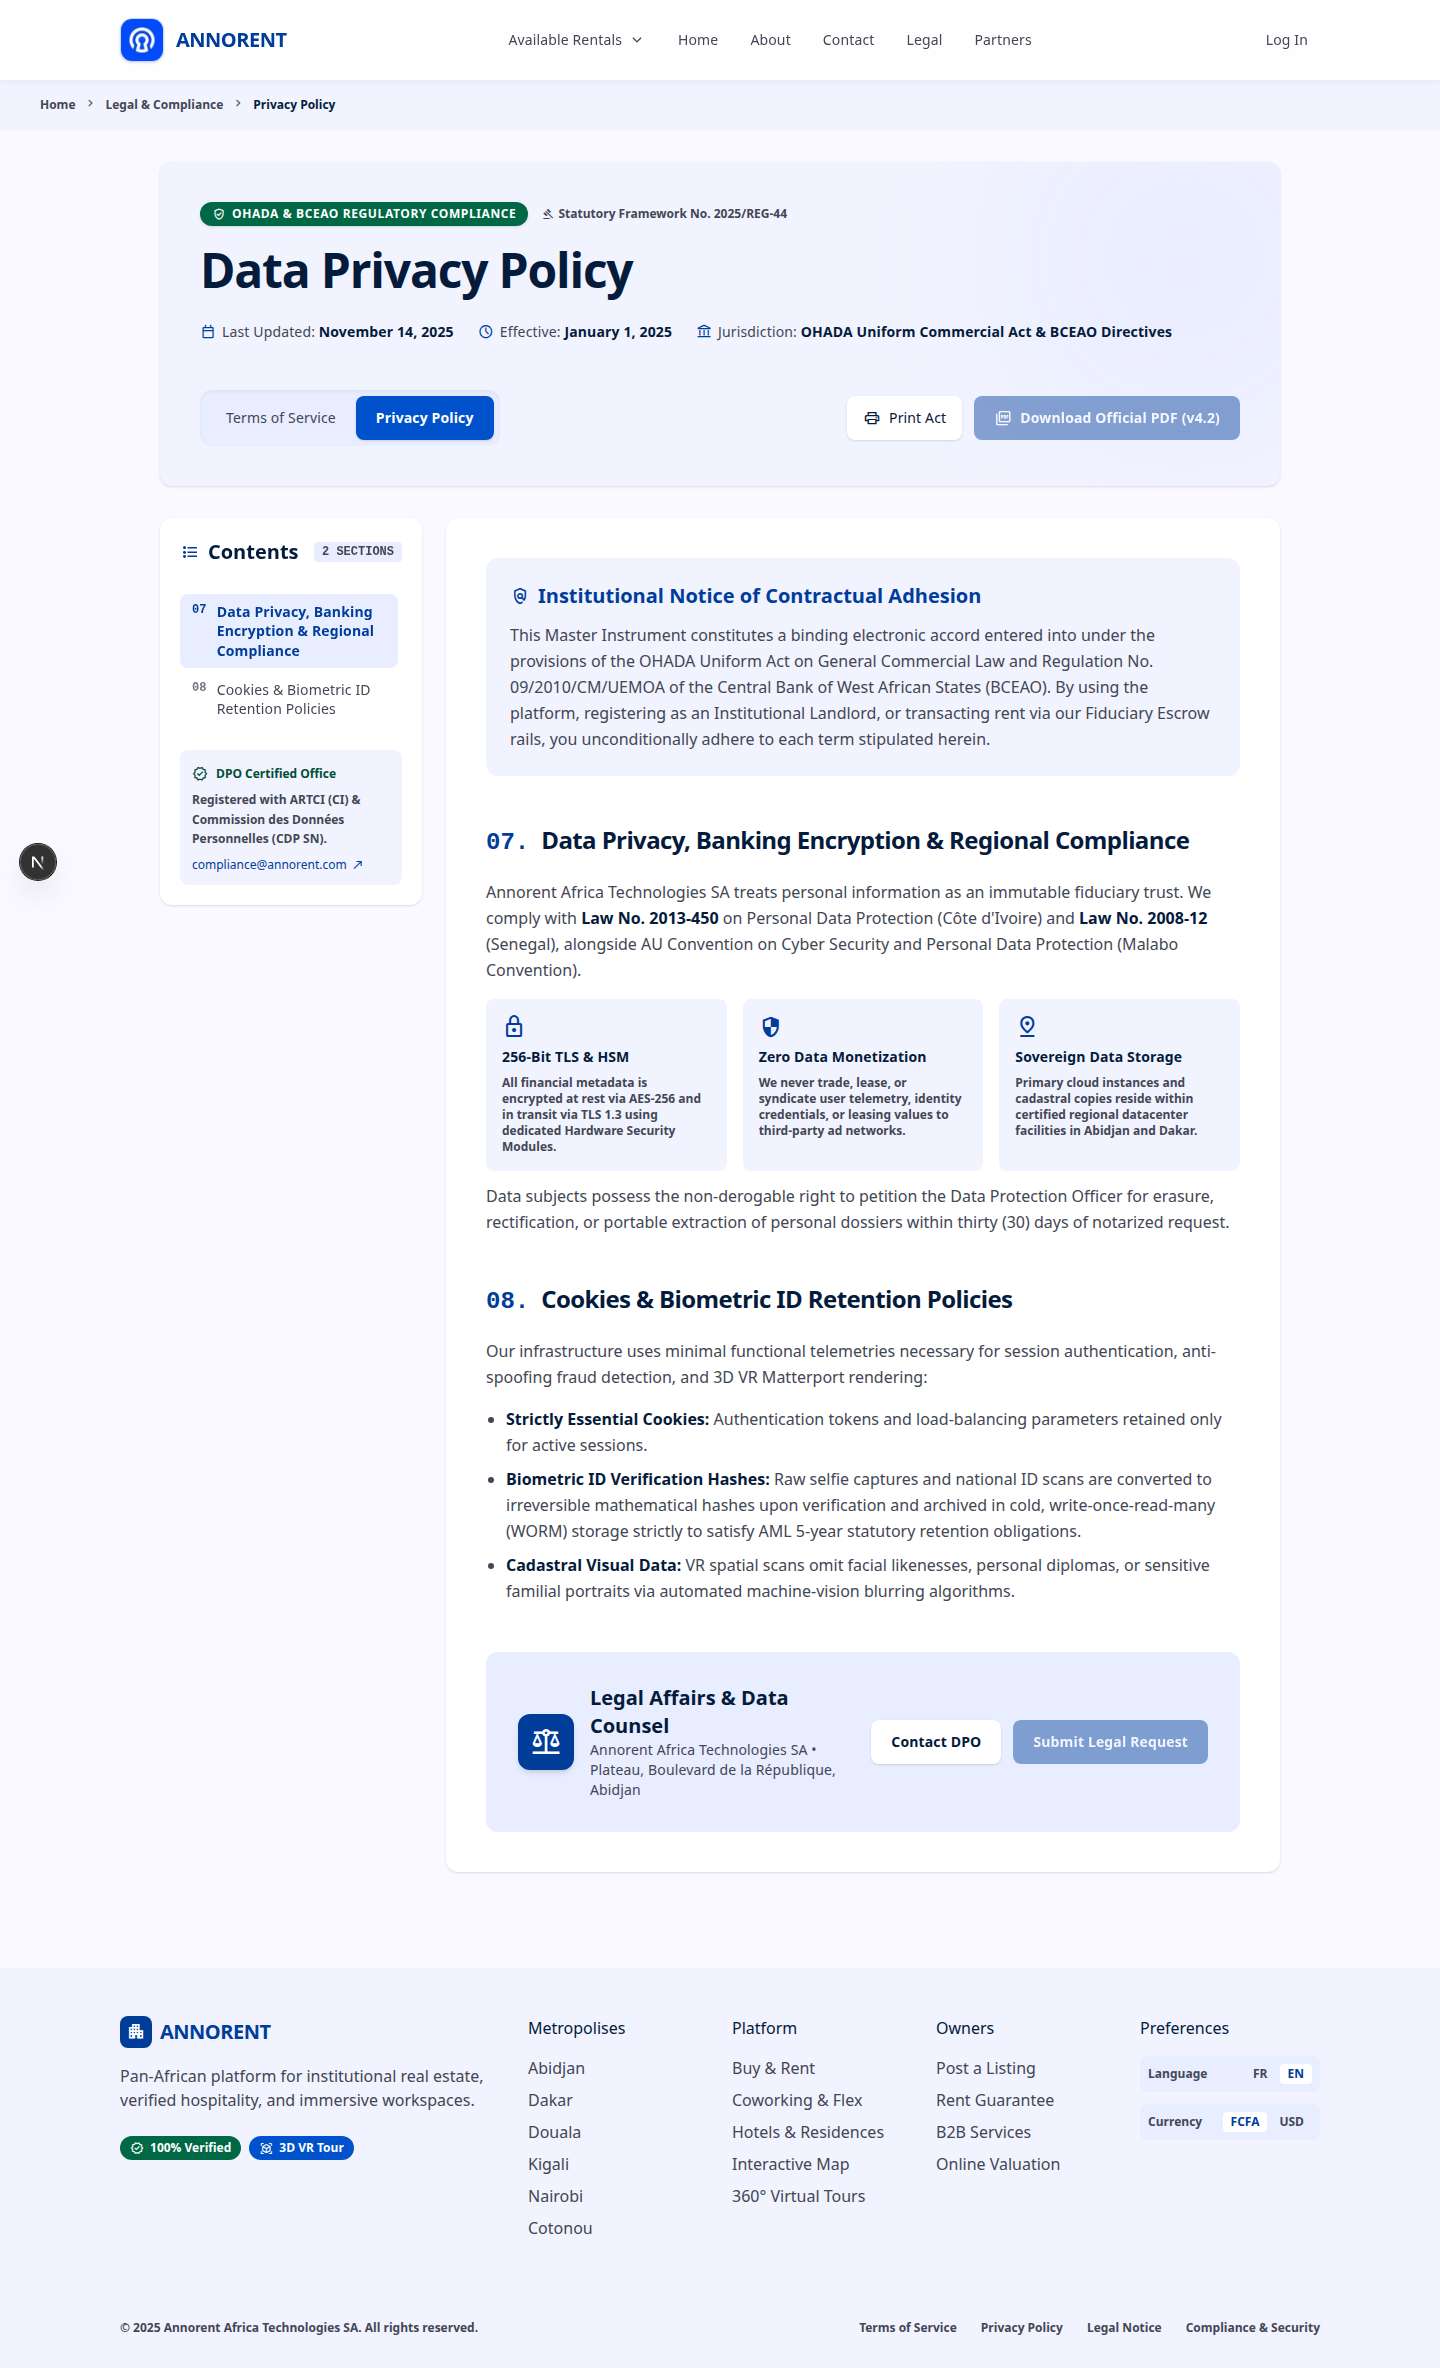 ANNORENT
Available Rentals
Home
About
Contact
Legal
Partners
Log In
Home
Legal & Compliance
Privacy Policy
OHADA & BCEAO REGULATORY COMPLIANCE
Statutory Framework No. 2025/REG-44
Data Privacy Policy
Last Updated: November 14, 2025
Effective: January 1, 2025
Jurisdiction: OHADA Uniform Commercial Act & BCEAO Directives
Terms of Service
Privacy Policy
Print Act
Download Official PDF (v4.2)
Contents
2 SECTIONS
07
Data Privacy, Banking
Encryption & Regional
Compliance
08
Cookies & Biometric ID
Retention Policies
DPO Certified Office
Registered with ARTCI (CI) &
Commission des Données
Personnelles (CDP SN).
compliance@annorent.com
N
Institutional Notice of Contractual Adhesion
This Master Instrument constitutes a binding electronic accord entered into under the
provisions of the OHADA Uniform Act on General Commercial Law and Regulation No.
09/2010/CM/UEMOA of the Central Bank of West African States (BCEAO). By using the
platform, registering as an Institutional Landlord, or transacting rent via our Fiduciary Escrow
rails, you unconditionally adhere to each term stipulated herein.
07. Data Privacy, Banking Encryption & Regional Compliance
Annorent Africa Technologies SA treats personal information as an immutable fiduciary trust. We
comply with Law No. 2013-450 on Personal Data Protection (Côte d'Ivoire) and Law No. 2008-12
(Senegal), alongside AU Convention on Cyber Security and Personal Data Protection (Malabo
Convention).
256-Bit TLS & HSM
All financial metadata is
encrypted at rest via AES-256 and
in transit via TLS 1.3 using
dedicated Hardware Security
Modules.
Zero Data Monetization
We never trade, lease, or
syndicate user telemetry, identity
credentials, or leasing values to
third-party ad networks.
Sovereign Data Storage
Primary cloud instances and
cadastral copies reside within
certified regional datacenter
facilities in Abidjan and Dakar.
Data subjects possess the non-derogable right to petition the Data Protection Officer for erasure,
rectification, or portable extraction of personal dossiers within thirty (30) days of notarized request.
08. Cookies & Biometric ID Retention Policies
Our infrastructure uses minimal functional telemetries necessary for session authentication, anti-
spoofing fraud detection, and 3D VR Matterport rendering:
• Strictly Essential Cookies: Authentication tokens and load-balancing parameters retained only
for active sessions.
• Biometric ID Verification Hashes: Raw selfie captures and national ID scans are converted to
irreversible mathematical hashes upon verification and archived in cold, write-once-read-many
(WORM) storage strictly to satisfy AML 5-year statutory retention obligations.
• Cadastral Visual Data: VR spatial scans omit facial likenesses, personal diplomas, or sensitive
familial portraits via automated machine-vision blurring algorithms.
Legal Affairs & Data
Counsel
Annorent Africa Technologies SA •
Plateau, Boulevard de la République,
Abidjan
Contact DPO
Submit Legal Request
ANNORENT
Pan-African platform for institutional real estate,
verified hospitality, and immersive workspaces.
100% Verified
3D VR Tour
Metropolises
Abidjan
Dakar
Douala
Kigali
Nairobi
Cotonou
Platform
Buy & Rent
Coworking & Flex
Hotels & Residences
Interactive Map
360° Virtual Tours
Owners
Post a Listing
Rent Guarantee
B2B Services
Online Valuation
Preferences
Language FR EN
Currency FCFA USD
© 2025 Annorent Africa Technologies SA. All rights reserved.
Terms of Service
Privacy Policy
Legal Notice
Compliance & Security